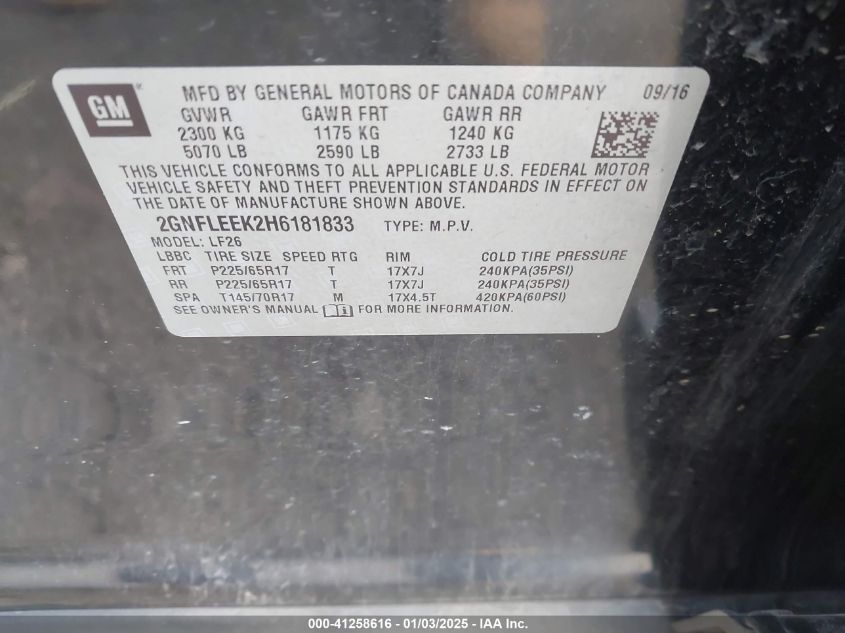 GM
MFD BY GENERAL MOTORS OF CANADA COMPANY 09/16
GVWR GAWR FRT GAWR RR
2300 KG 1175 KG 1240 KG
5070 LB 2590 LB 2733 LB
THIS VEHICLE CONFORMS TO ALL APPLICABLE U.S. FEDERAL MOTOR
VEHICLE SAFETY AND THEFT PREVENTION STANDARDS IN EFFECT ON
THE DATE OF MANUFACTURE SHOWN ABOVE.
2GNFLEEK2H6181833 TYPE: M.P.V.
MODEL: LF26
LBBC TIRE SIZE SPEED RTG RIM COLD TIRE PRESSURE
FRT P225/65R17 T 17X7J 240KPA(35PSI)
RR P225/65R17 T 17X7J 240KPA(35PSI)
SPA T145/70R17 M 17X4.5T 420KPA(60PSI)
SEE OWNER'S MANUAL FOR MORE INFORMATION.
000-41258616 - 01/03/2025 - IAA Inc.